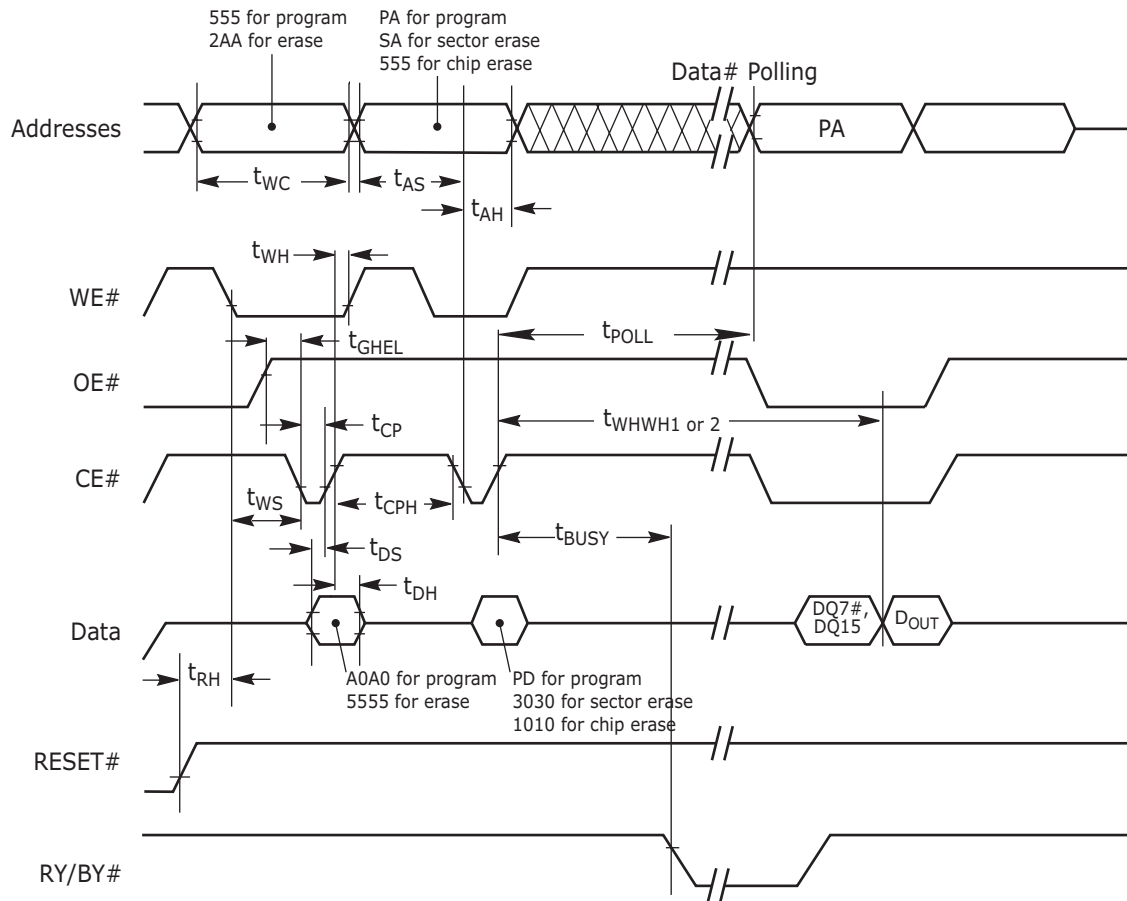 555 for program
2AA for erase
PA for program
SA for sector erase
555 for chip erase
Data# Polling
Addresses
PA
tWC
tAS
tAH
tWH
WE#
tPOLL
tGHEL
OE#
tWHWH1 or 2
tCP
CE#
tWS
tCPH
tBUSY
tDS
tDH
Data
DQ7#,
DQ15
DOUT
tRH
A0A0 for program
5555 for erase
PD for program
3030 for sector erase
1010 for chip erase
RESET#
RY/BY#